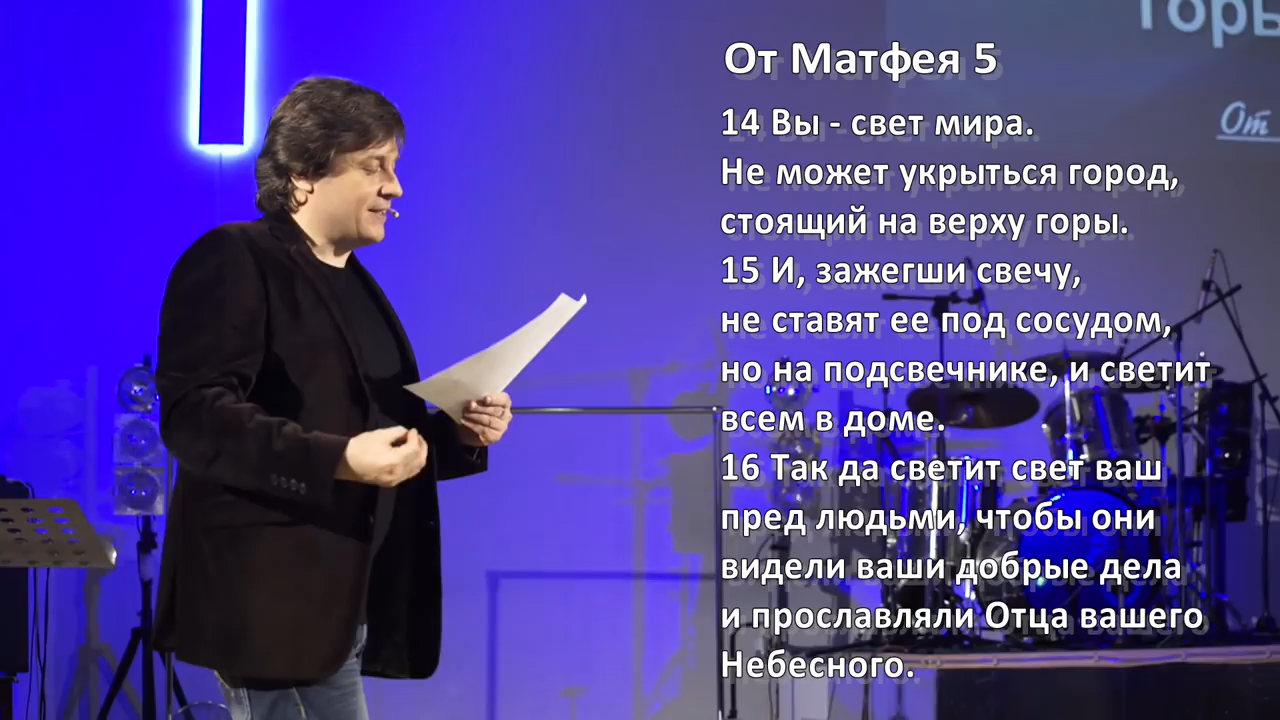 От Матфея 5
14 Вы - свет мира.
Не может укрыться город,
стоящий на верху горы.
15 И, зажегши свечу,
не ставят ее под сосудом,
но на подсвечнике, и светит
всем в доме.
16 Так да светит свет ваш
пред людьми, чтобы они
видели ваши добрые дела
и прославляли Отца вашего
Небесного.
От